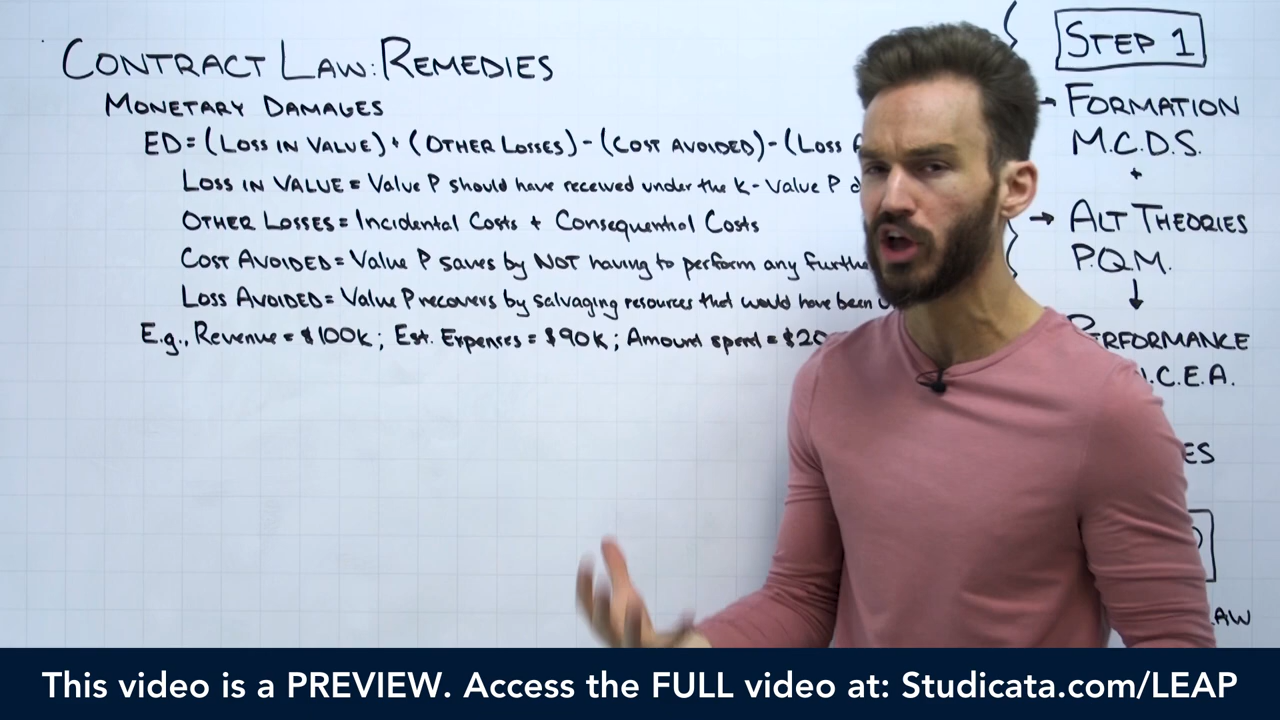 CONTRACT LAW: REMEDIES
MONETARY DAMAGES
ED = (LOSS IN VALUE) + (OTHER LOSSES) - (COST AVOIDED) - (LOSS
LOSS IN VALUE = Value P should have received under the K - Value P
OTHER LOSSES = Incidental Costs + Consequential Costs
COST AVOIDED = Value P saves by NOT having to perform any
LOSS AVOIDED = Value P recovers by salvaging resources that would have been
E.g., Revenue = $100k; Est. Expenses = $90k; Amount spend = $20
STEP 1
→ FORMATION
M.C.D.S.
+
→ ALT THEORIES
P.Q.M.
↓
ERFORMANCE
.C.E.A.
ES
AW
This video is a PREVIEW. Access the FULL video at: Studicata.com/LEAP